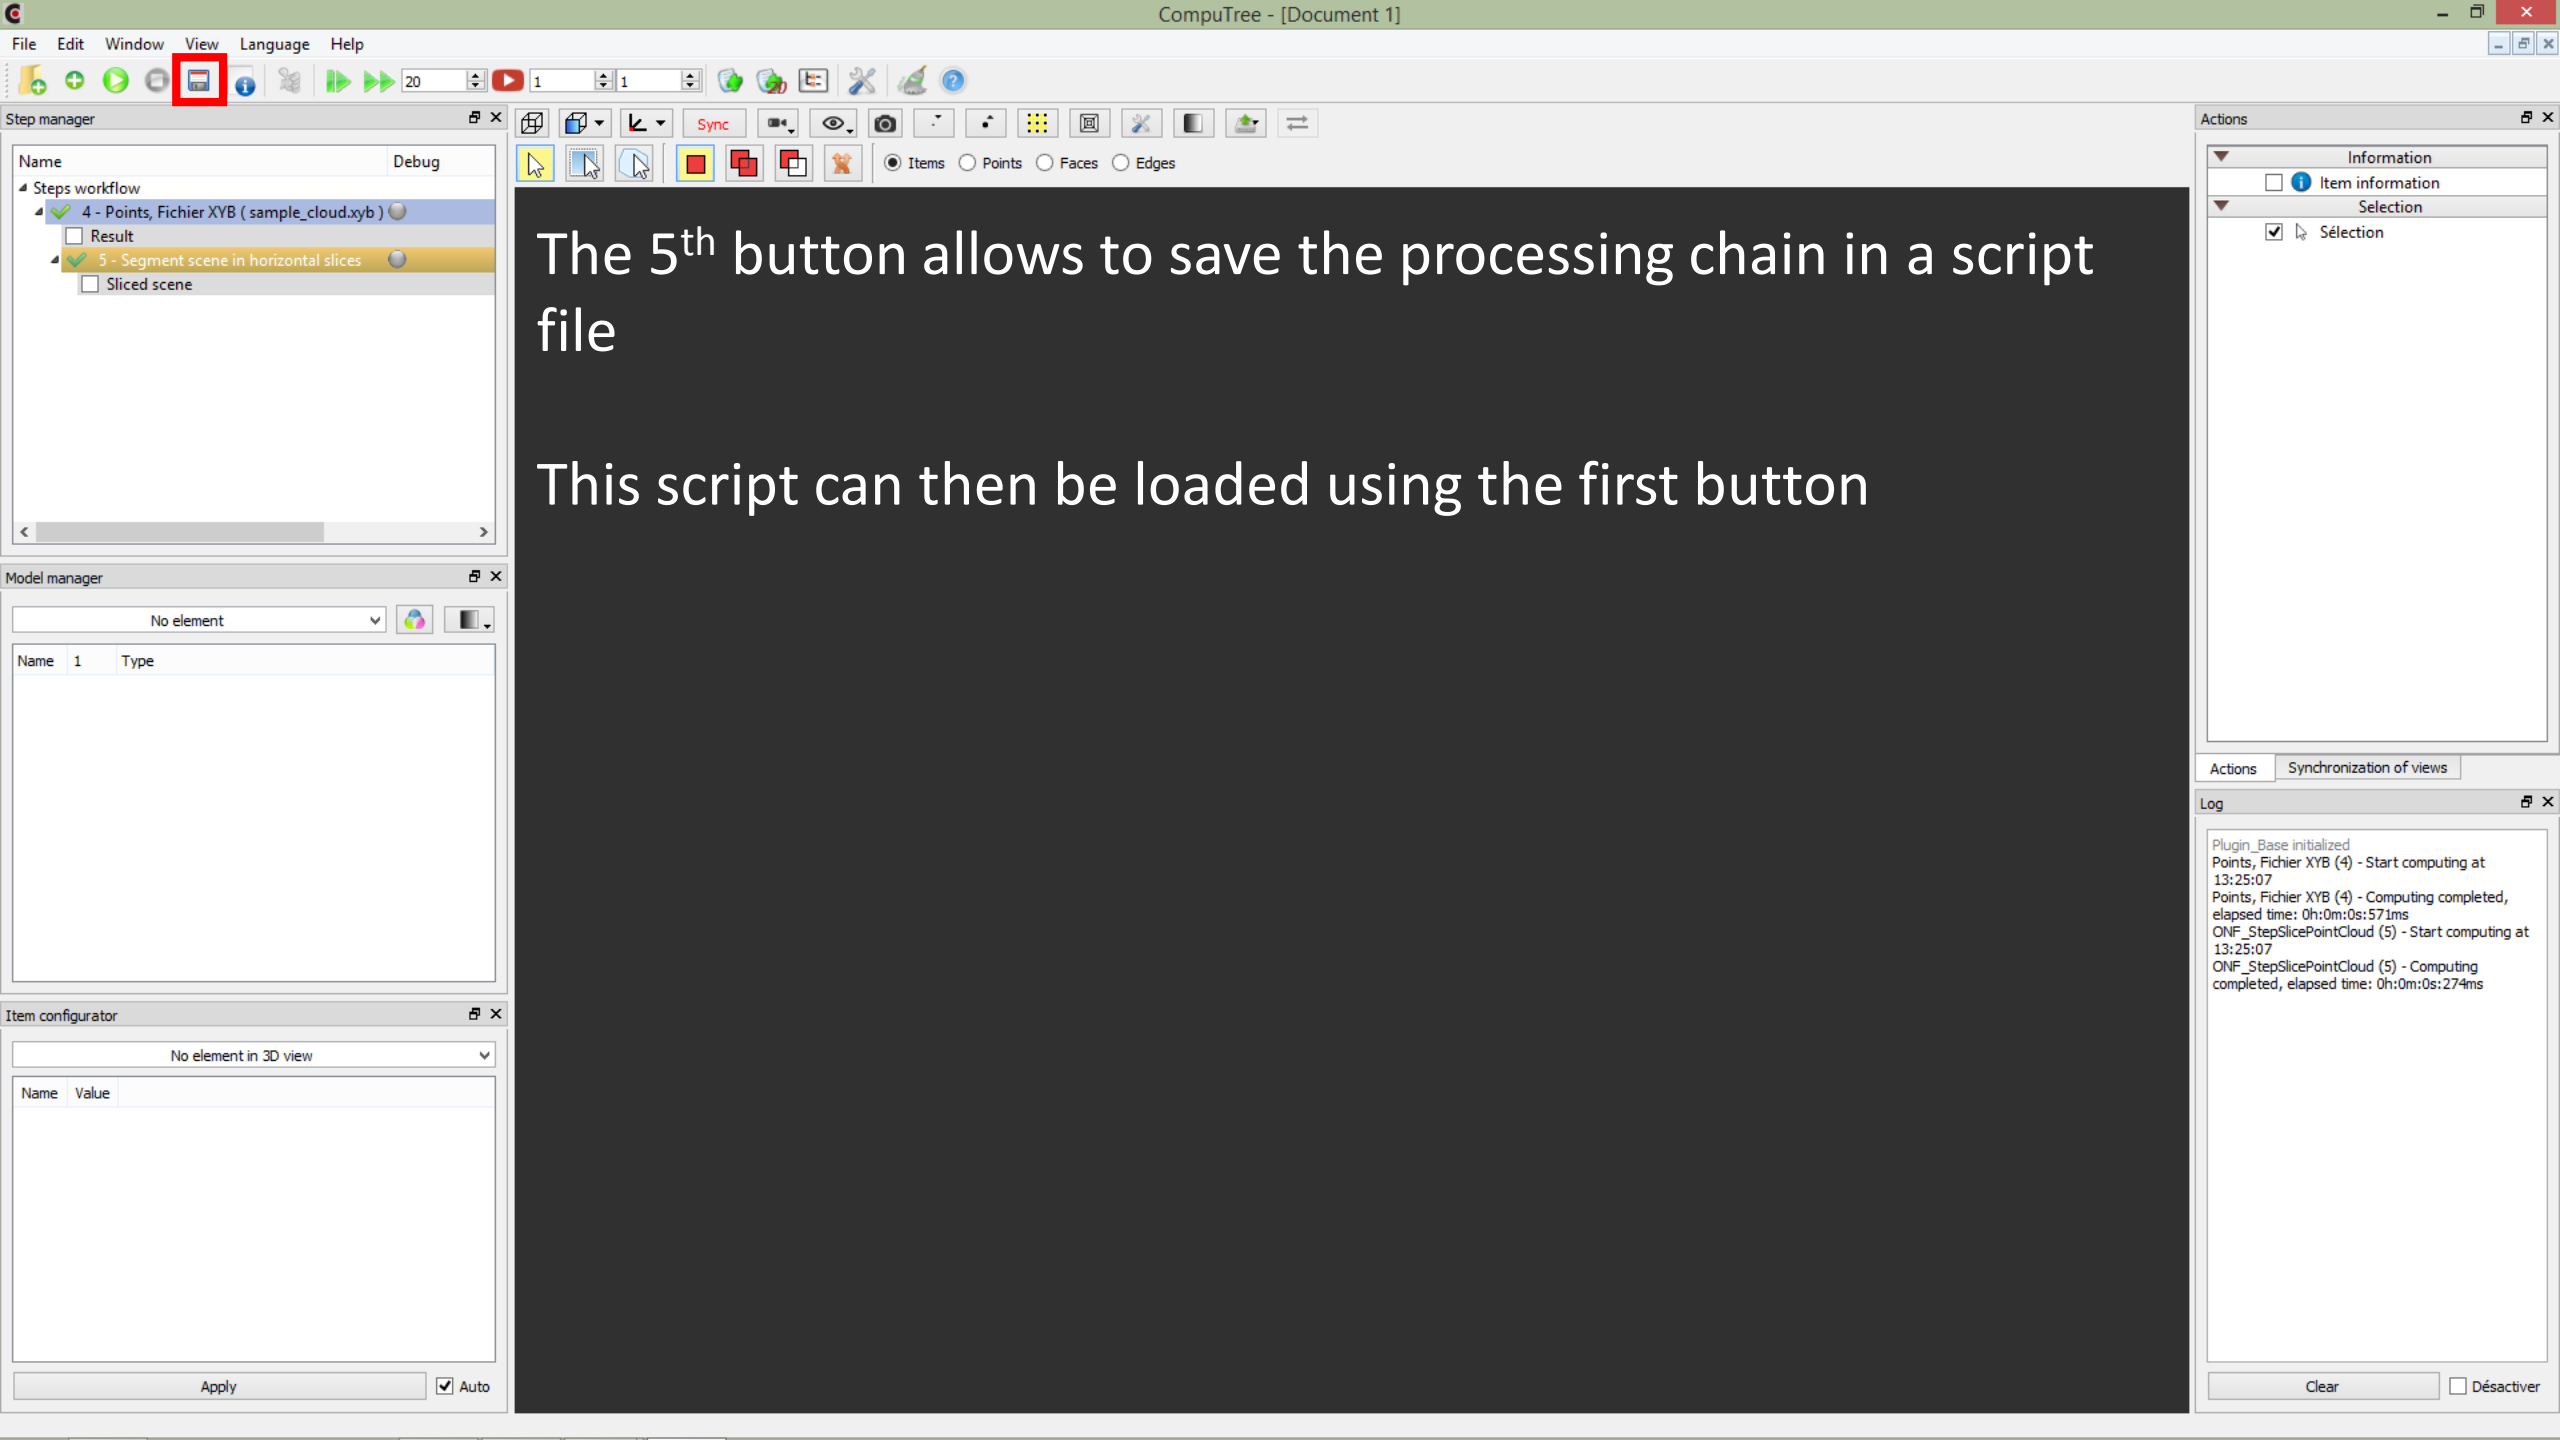 CompuTree - [Document 1]
File Edit Window View Language Help
20 1 1
Step manager
Name Debug
Steps workflow
4 - Points, Fichier XYB ( sample_cloud.xyb )
Result
5 - Segment scene in horizontal slices
Sliced scene
Model manager
No element
Name 1 Type
Item configurator
No element in 3D view
Name Value
Apply Auto
Sync
Items Points Faces Edges
The 5th button allows to save the processing chain in a script
file
This script can then be loaded using the first button
Actions
Information
Item information
Selection
Sélection
Actions Synchronization of views
Log
Plugin_Base initialized
Points, Fichier XYB (4) - Start computing at
13:25:07
Points, Fichier XYB (4) - Computing completed,
elapsed time: 0h:0m:0s:571ms
ONF_StepSlicePointCloud (5) - Start computing at
13:25:07
ONF_StepSlicePointCloud (5) - Computing
completed, elapsed time: 0h:0m:0s:274ms
Clear Désactiver